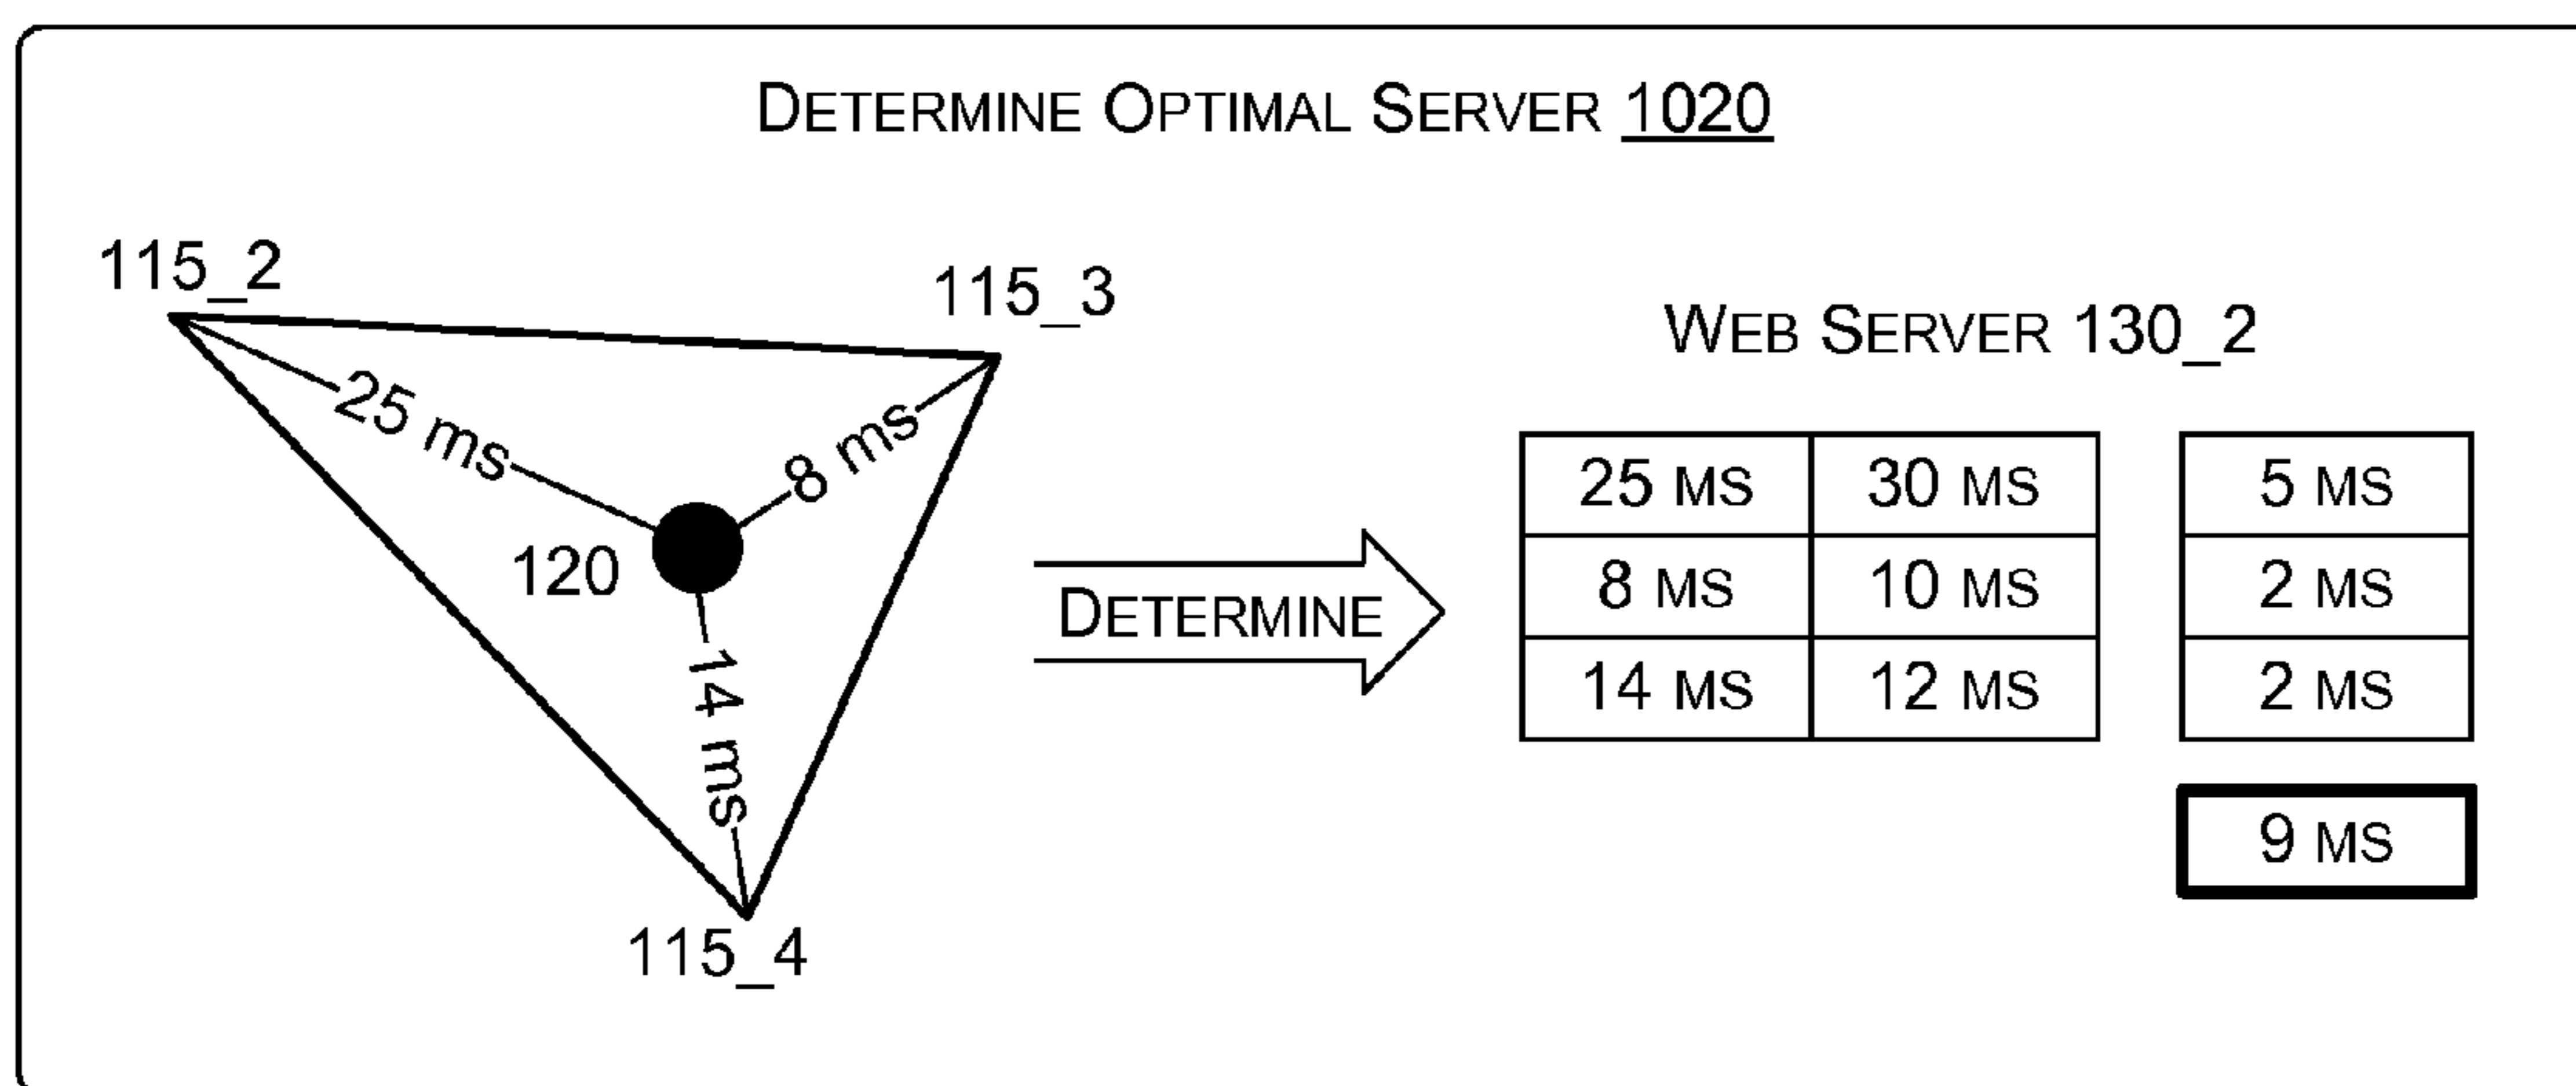 DETERMINE OPTIMAL SERVER 1020
115_2
115_3
25 ms
8 ms
120
14 ms
115_4
DETERMINE
WEB SERVER 130_2
25 MS 30 MS 5 MS
8 MS 10 MS 2 MS
14 MS 12 MS 2 MS
9 MS